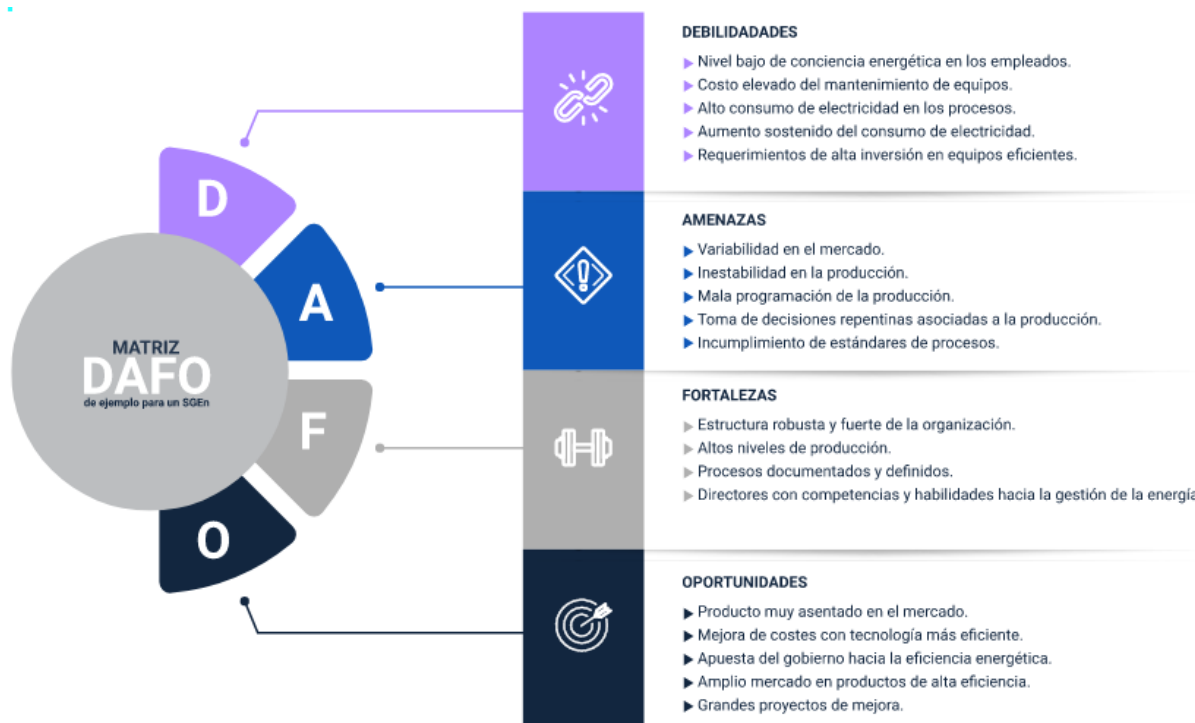 D
A
F
O
MATRIZ
DAFO
de ejemplo para un SGEn
DEBILIDADES
Nivel bajo de conciencia energética en los empleados.
Costo elevado del mantenimiento de equipos.
Alto consumo de electricidad en los procesos.
Aumento sostenido del consumo de electricidad.
Requerimientos de alta inversión en equipos eficientes.
AMENAZAS
Variabilidad en el mercado.
Inestabilidad en la producción.
Mala programación de la producción.
Toma de decisiones repentinas asociadas a la producción.
Incumplimiento de estándares de procesos.
FORTALEZAS
Estructura robusta y fuerte de la organización.
Altos niveles de producción.
Procesos documentados y definidos.
Directores con competencias y habilidades hacia la gestión de la energía
OPORTUNIDADES
Producto muy asentado en el mercado.
Mejora de costes con tecnología más eficiente.
Apuesta del gobierno hacia la eficiencia energética.
Amplio mercado en productos de alta eficiencia.
Grandes proyectos de mejora.